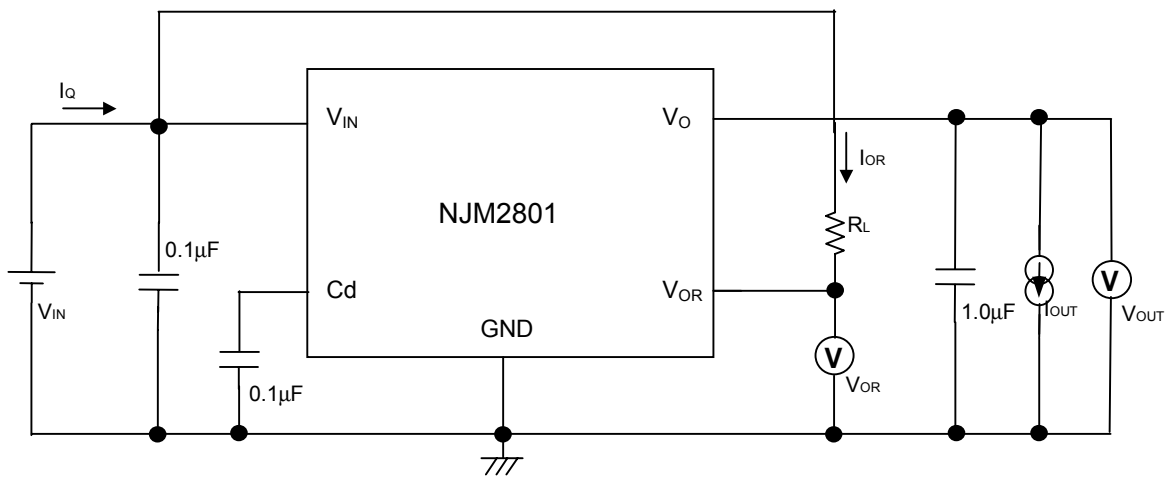 IQ
VIN
VO
IOR
NJM2801
RL
0.1μF
Cd
VOR
VIN
GND
1.0μF
IOUT
V
VOUT
V
0.1μF
VOR